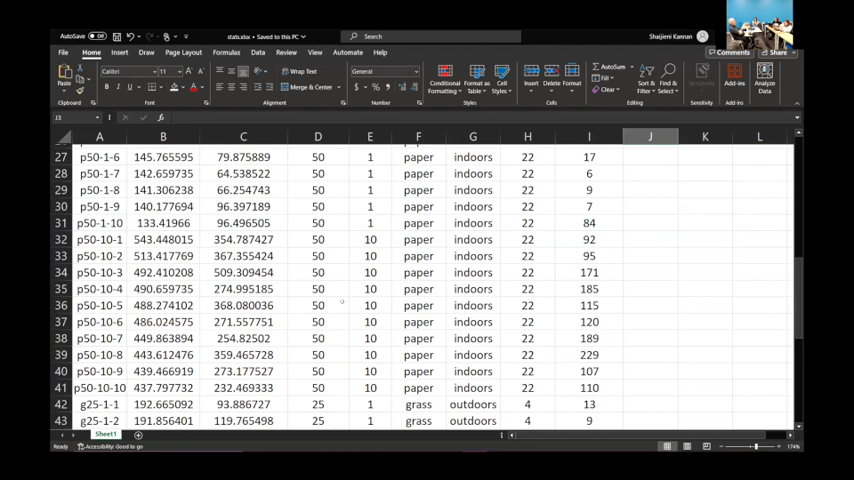 AutoSave Off stats.xlsx • Saved to this PC Search Shaijieni Kannan
File Home Insert Draw Page Layout Formulas Data Review View Automate Help Comments Share
Paste Calibri 11 Wrap Text General Conditional Format as Cell Insert Delete Format AutoSum Sort & Find & Sensitivity Add-ins Analyze
B I U Merge & Center Formatting Table Styles Fill Clear Filter Select Data
Clipboard Font Alignment Number Styles Cells Editing Sensitivity Add-ins
J3 fx
A B C D E F G H I J K L
27 p50-1-6 145.765595 79.875889 50 1 paper indoors 22 17
28 p50-1-7 142.659735 64.538522 50 1 paper indoors 22 6
29 p50-1-8 141.306238 66.254743 50 1 paper indoors 22 9
30 p50-1-9 140.177694 96.397189 50 1 paper indoors 22 7
31 p50-1-10 133.41966 96.496505 50 1 paper indoors 22 84
32 p50-10-1 543.448015 354.787427 50 10 paper indoors 22 92
33 p50-10-2 513.417769 367.355424 50 10 paper indoors 22 95
34 p50-10-3 492.410208 509.309454 50 10 paper indoors 22 171
35 p50-10-4 490.659735 274.995185 50 10 paper indoors 22 185
36 p50-10-5 488.274102 368.080036 50 10 paper indoors 22 115
37 p50-10-6 486.024575 271.557751 50 10 paper indoors 22 120
38 p50-10-7 449.863894 254.82502 50 10 paper indoors 22 189
39 p50-10-8 443.612476 359.465728 50 10 paper indoors 22 229
40 p50-10-9 439.466919 273.177527 50 10 paper indoors 22 107
41 p50-10-10 437.797732 232.469333 50 10 paper indoors 22 110
42 g25-1-1 192.665092 93.886727 25 1 grass outdoors 4 13
43 g25-1-2 191.856401 119.765498 25 1 grass outdoors 4 9
Sheet1
Ready Accessibility: Good to go 174%